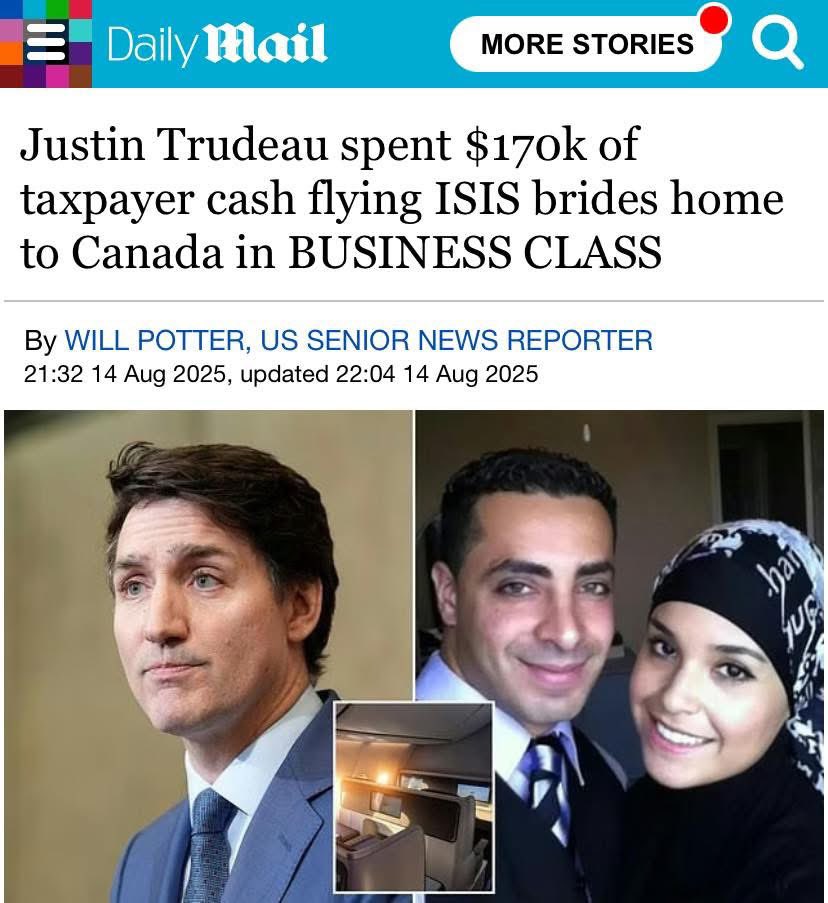 Daily Mail
MORE STORIES
Justin Trudeau spent $170k of
taxpayer cash flying ISIS brides home
to Canada in BUSINESS CLASS
By WILL POTTER, US SENIOR NEWS REPORTER
21:32 14 Aug 2025, updated 22:04 14 Aug 2025